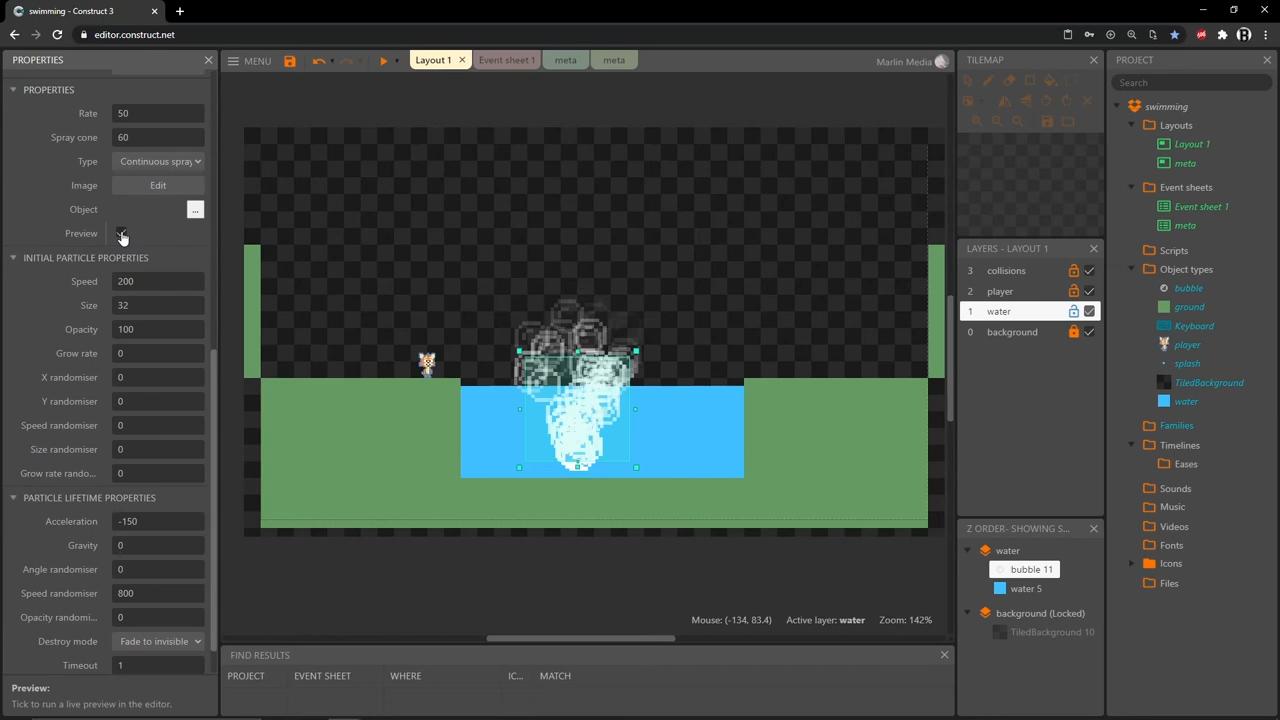 swimming - Construct 3
editor.construct.net
PROPERTIES
PROPERTIES
Rate 50
Spray cone 60
Type Continuous spray
Image Edit
Object ...
Preview
INITIAL PARTICLE PROPERTIES
Speed 200
Size 32
Opacity 100
Grow rate 0
X randomiser 0
Y randomiser 0
Speed randomiser 0
Size randomiser 0
Grow rate rando... 0
PARTICLE LIFETIME PROPERTIES
Acceleration -150
Gravity 0
Angle randomiser 0
Speed randomiser 800
Opacity randomi... 0
Destroy mode Fade to invisible
Timeout 1
Preview:
Tick to run a live preview in the editor.
MENU
Layout 1
Event sheet 1
meta
meta
Marlin Media
Mouse: (-134, 83.4) Active layer: water Zoom: 142%
FIND RESULTS
PROJECT EVENT SHEET WHERE IC... MATCH
TILEMAP
LAYERS - LAYOUT 1
3 collisions
2 player
1 water
0 background
Z ORDER- SHOWING S...
water
bubble 11
water 5
background (Locked)
TiledBackground 10
PROJECT
Search
swimming
Layouts
Layout 1
meta
Event sheets
Event sheet 1
meta
Scripts
Object types
bubble
ground
Keyboard
player
splash
TiledBackground
water
Families
Timelines
Eases
Sounds
Music
Videos
Fonts
Icons
Files